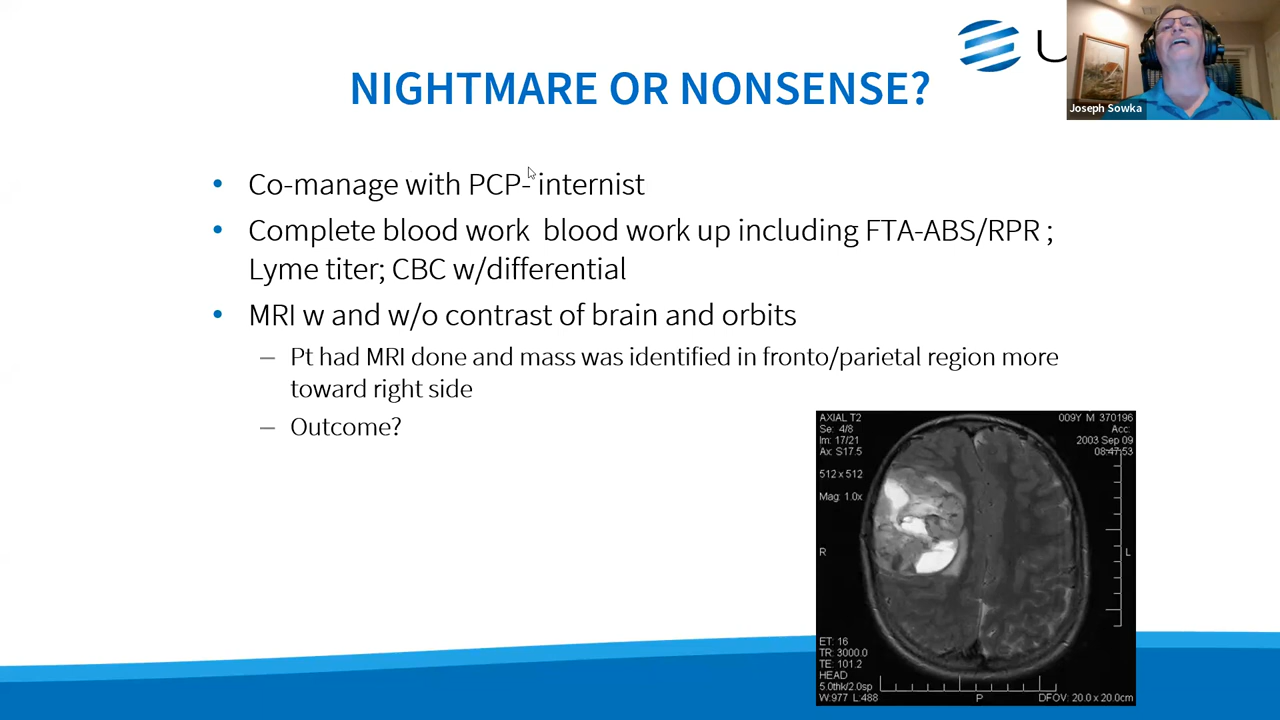 U
Joseph Sowka
NIGHTMARE OR NONSENSE?
• Co-manage with PCP- internist
• Complete blood work blood work up including FTA-ABS/RPR ;
Lyme titer; CBC w/differential
• MRI w and w/o contrast of brain and orbits
– Pt had MRI done and mass was identified in fronto/parietal region more
toward right side
– Outcome?
AXIAL T2
Se: 4/8
Im: 17/21
Ax: S17.5
512 x 512
Mag: 1.0x
009Y M 370196
Acc:
2003 Sep 09
08:47:53
R
L
ET: 16
TR: 3000.0
TE: 101.2
HEAD
5.0thk/2.0sp
W:977 L:488
P
DFOV: 20.0 x 20.0cm